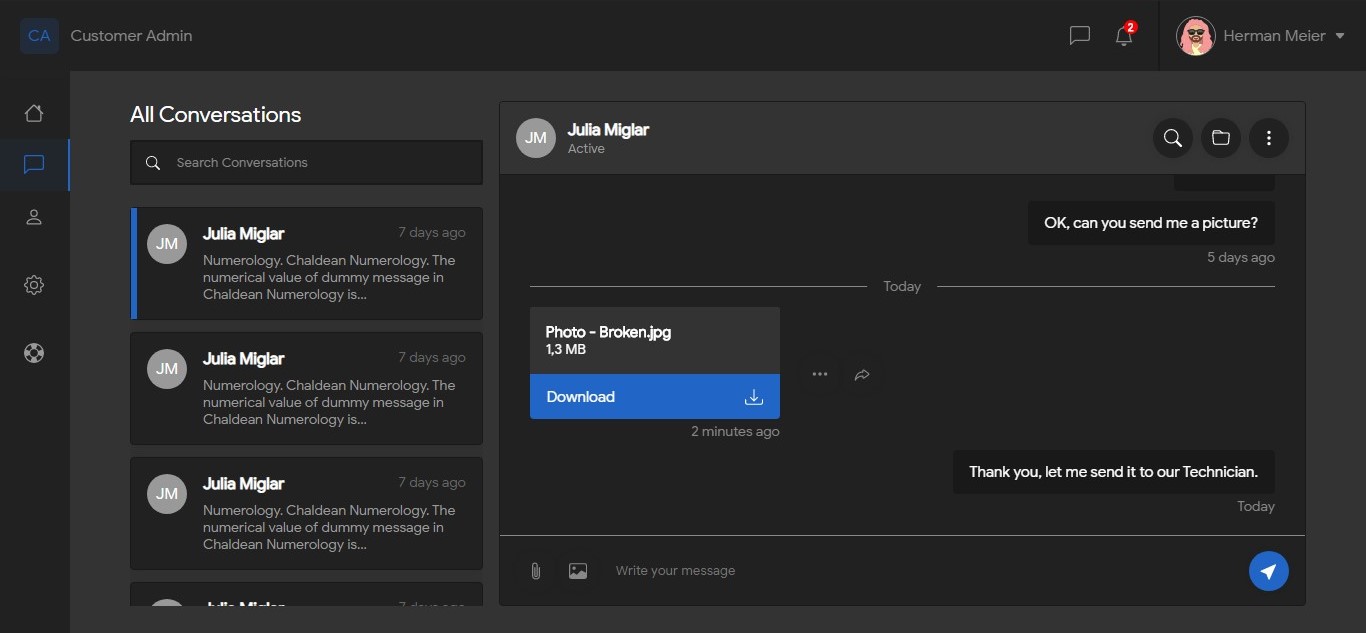 CA
Customer Admin
2
Herman Meier
All Conversations
Search Conversations
JM
Julia Miglar
7 days ago
Numerology. Chaldean Numerology. The
numerical value of dummy message in
Chaldean Numerology is...
JM
Julia Miglar
7 days ago
Numerology. Chaldean Numerology. The
numerical value of dummy message in
Chaldean Numerology is...
JM
Julia Miglar
7 days ago
Numerology. Chaldean Numerology. The
numerical value of dummy message in
Chaldean Numerology is...
Julia Miglar
7 days ago
JM
Julia Miglar
Active
OK, can you send me a picture?
5 days ago
Today
Photo - Broken.jpg
1,3 MB
Download
2 minutes ago
Thank you, let me send it to our Technician.
Today
Write your message